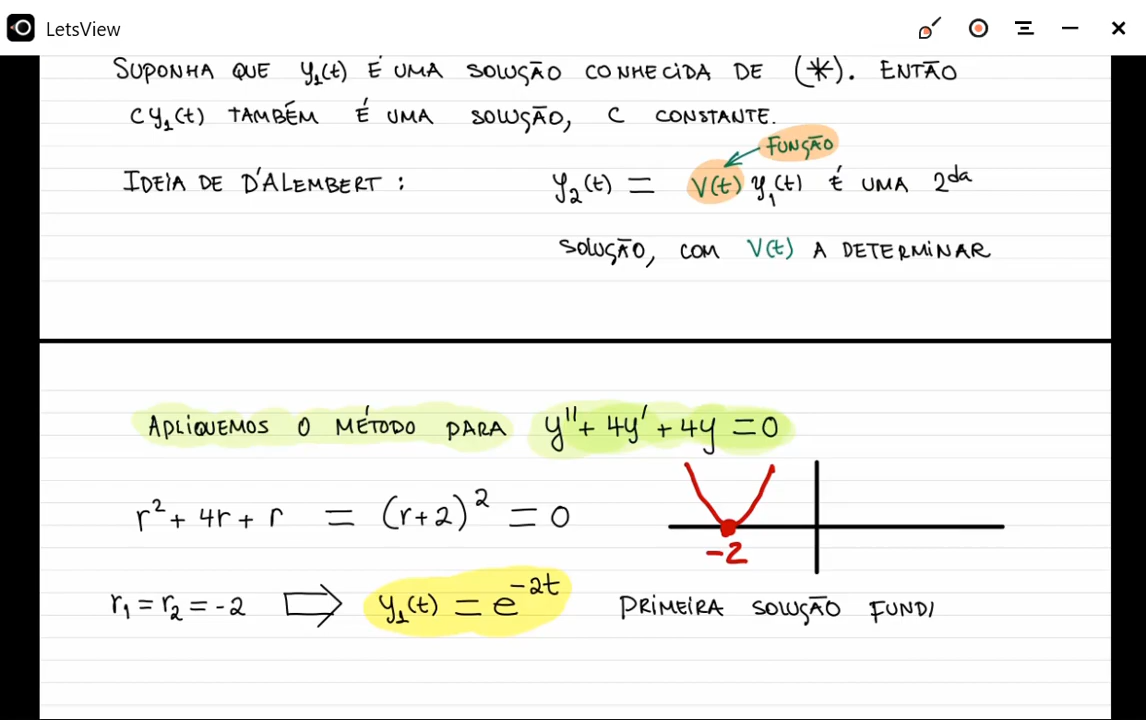 LetsView
SUPONHA QUE y₁(t) É UMA SOLUÇÃO CONHECIDA DE (*). ENTÃO
C y₁(t) TAMBÉM É UMA SOLUÇÃO, C CONSTANTE.
FUNÇÃO
IDEIA DE D'ALEMBERT : y₂(t) = V(t) y₁(t) É UMA 2da
SOLUÇÃO, COM V(t) A DETERMINAR
APLIQUEMOS O MÉTODO PARA y'' + 4y' + 4y = 0
r² + 4r + r = (r+2)² = 0
-2
r₁ = r₂ = -2 ⇒ y₁(t) = e^{-2t} PRIMEIRA SOLUÇÃO FUND